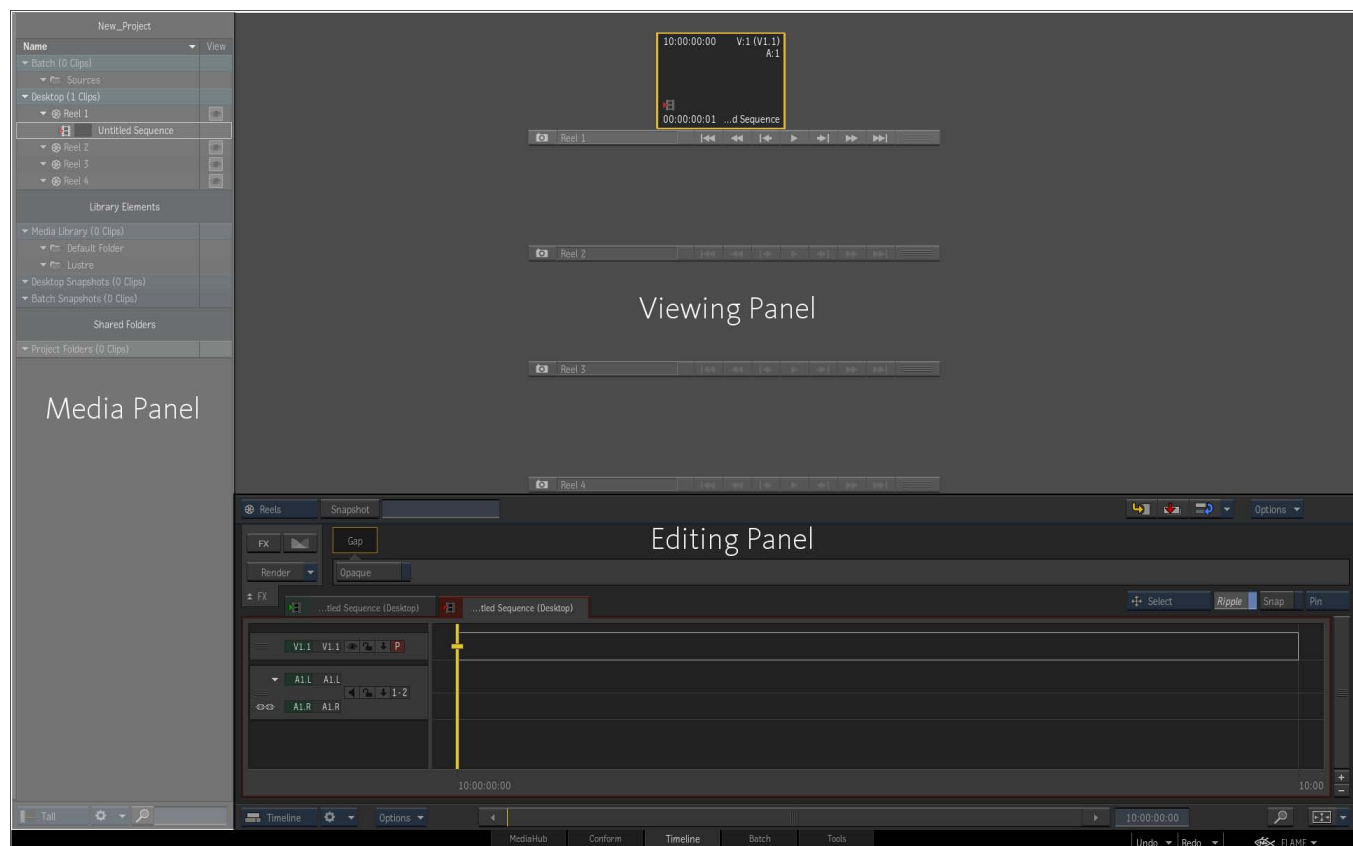 New_Project
Name View
Batch (0 Clips)
Sources
Desktop (1 Clips)
Reel 1
Untitled Sequence
Reel 2
Reel 3
Reel 4
Library Elements
Media Library (0 Clips)
Default Folder
Lustre
Desktop Snapshots (0 Clips)
Batch Snapshots (0 Clips)
Shared Folders
Project Folders (0 Clips)
Media Panel
Tall
10:00:00:00 V:1 (V1.1)
A:1
00:00:00:01 ...d Sequence
Reel 1
Reel 2
Viewing Panel
Reel 3
Reel 4
Reels Snapshot Options
Editing Panel
FX Gap
Render Opaque
FX ...tled Sequence (Desktop) ...tled Sequence (Desktop) Select Ripple Snap Pin
V1.1 V1.1 P
A1.L A1.L
1-2
A1.R A1.R
10:00:00:00 10:00
Timeline Options 10:00:00:00
MediaHub Conform Timeline Batch Tools Undo Redo FLAME